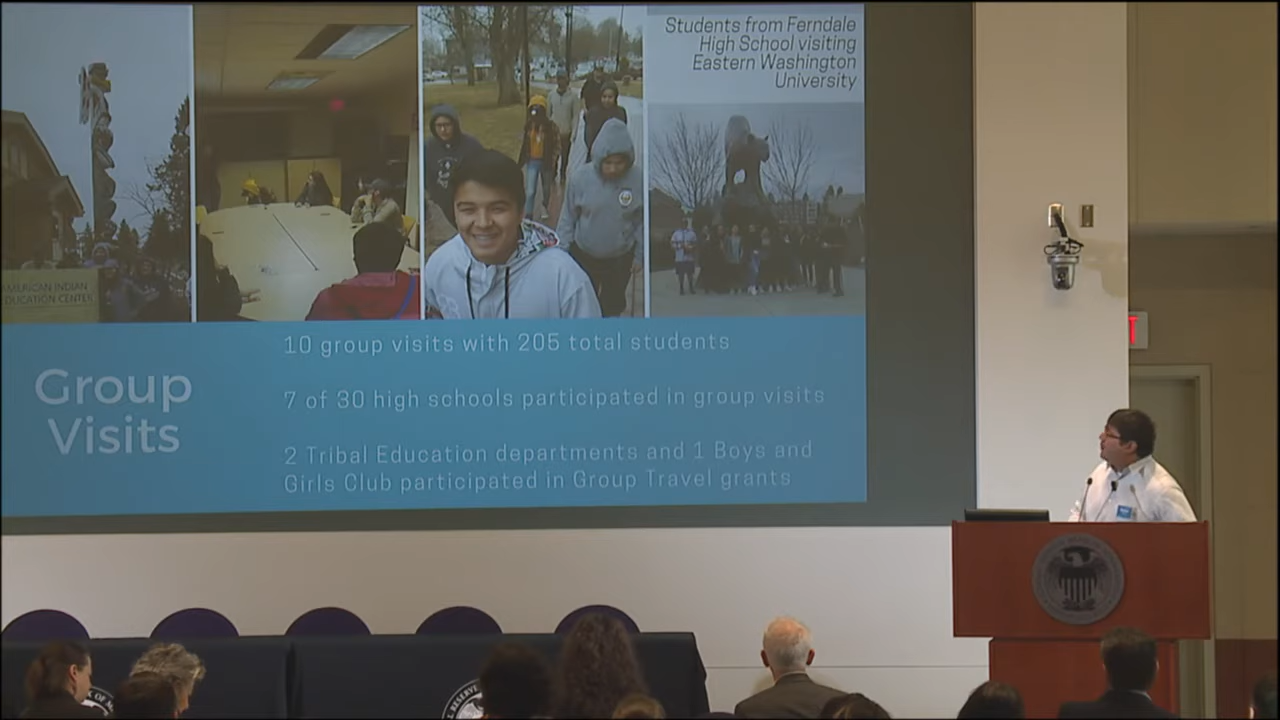 Students from Ferndale
High School visiting
Eastern Washington
University
AMERICAN INDIAN
EDUCATION CENTER
Group
Visits
10 group visits with 205 total students
7 of 30 high schools participated in group visits
2 Tribal Education departments and 1 Boys and
Girls Club participated in Group Travel grants